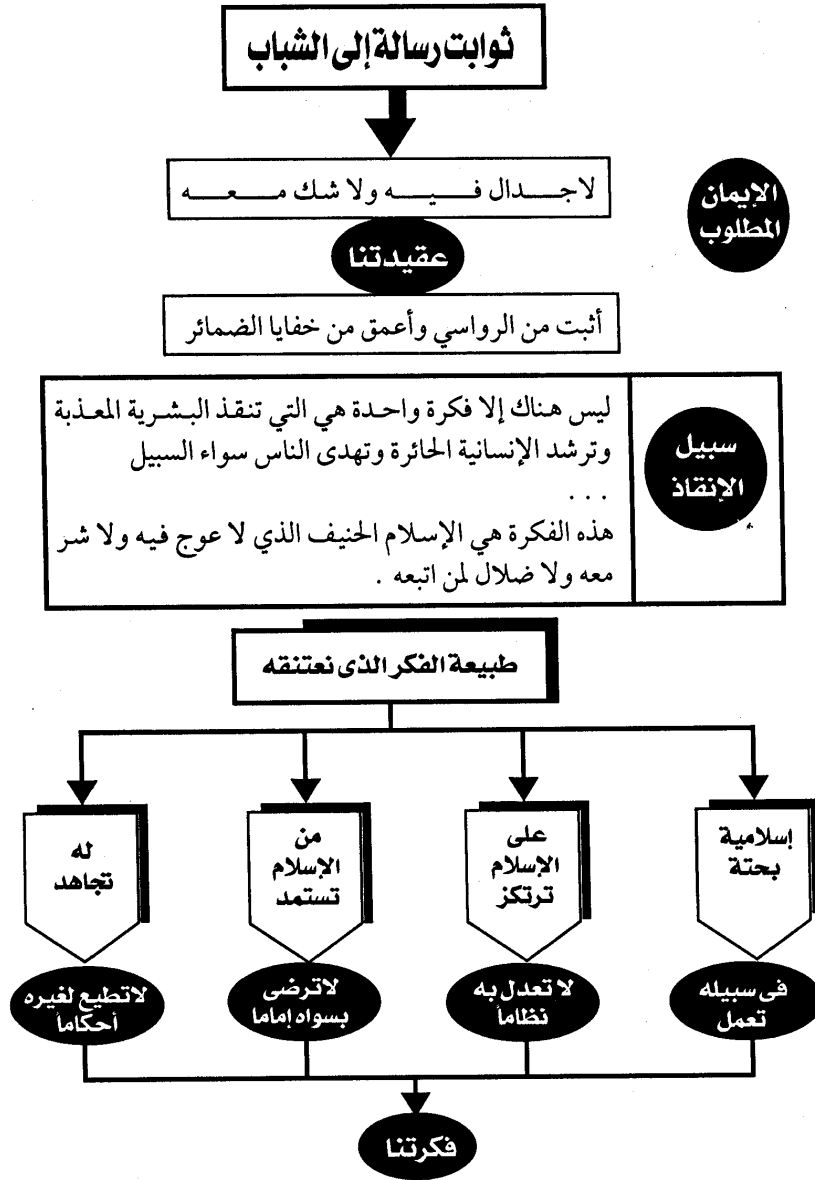 ثوابت رسالة إلى الشباب
لا جـــدال فـــيـــه ولا شك مـــعـــه
الإيمان
المطلوب
عقيدتنا
أثبت من الرواسي وأعمق من خفايا الضمائر
سبيل
الإنقاذ
ليس هناك إلا فكرة واحدة هي التي تنقذ البشرية المعذبة
وترشد الإنسانية الحائرة وتهدى الناس سواء السبيل
...
هذه الفكرة هي الإسلام الحنيف الذي لا عوج فيه ولا شر
معه ولا ضلال لمن اتبعه .
طبيعة الفكر الذى نعتنقه
إسلامية
بحتة
على
الإسلام
ترتكز
من
الإسلام
تستمد
له
تجاهد
فى سبيله
تعمل
لا تعدل به
نظاماً
لاترضى
بسواه إماما
لاتطيع لغيره
أحكاماً
فكرتنا